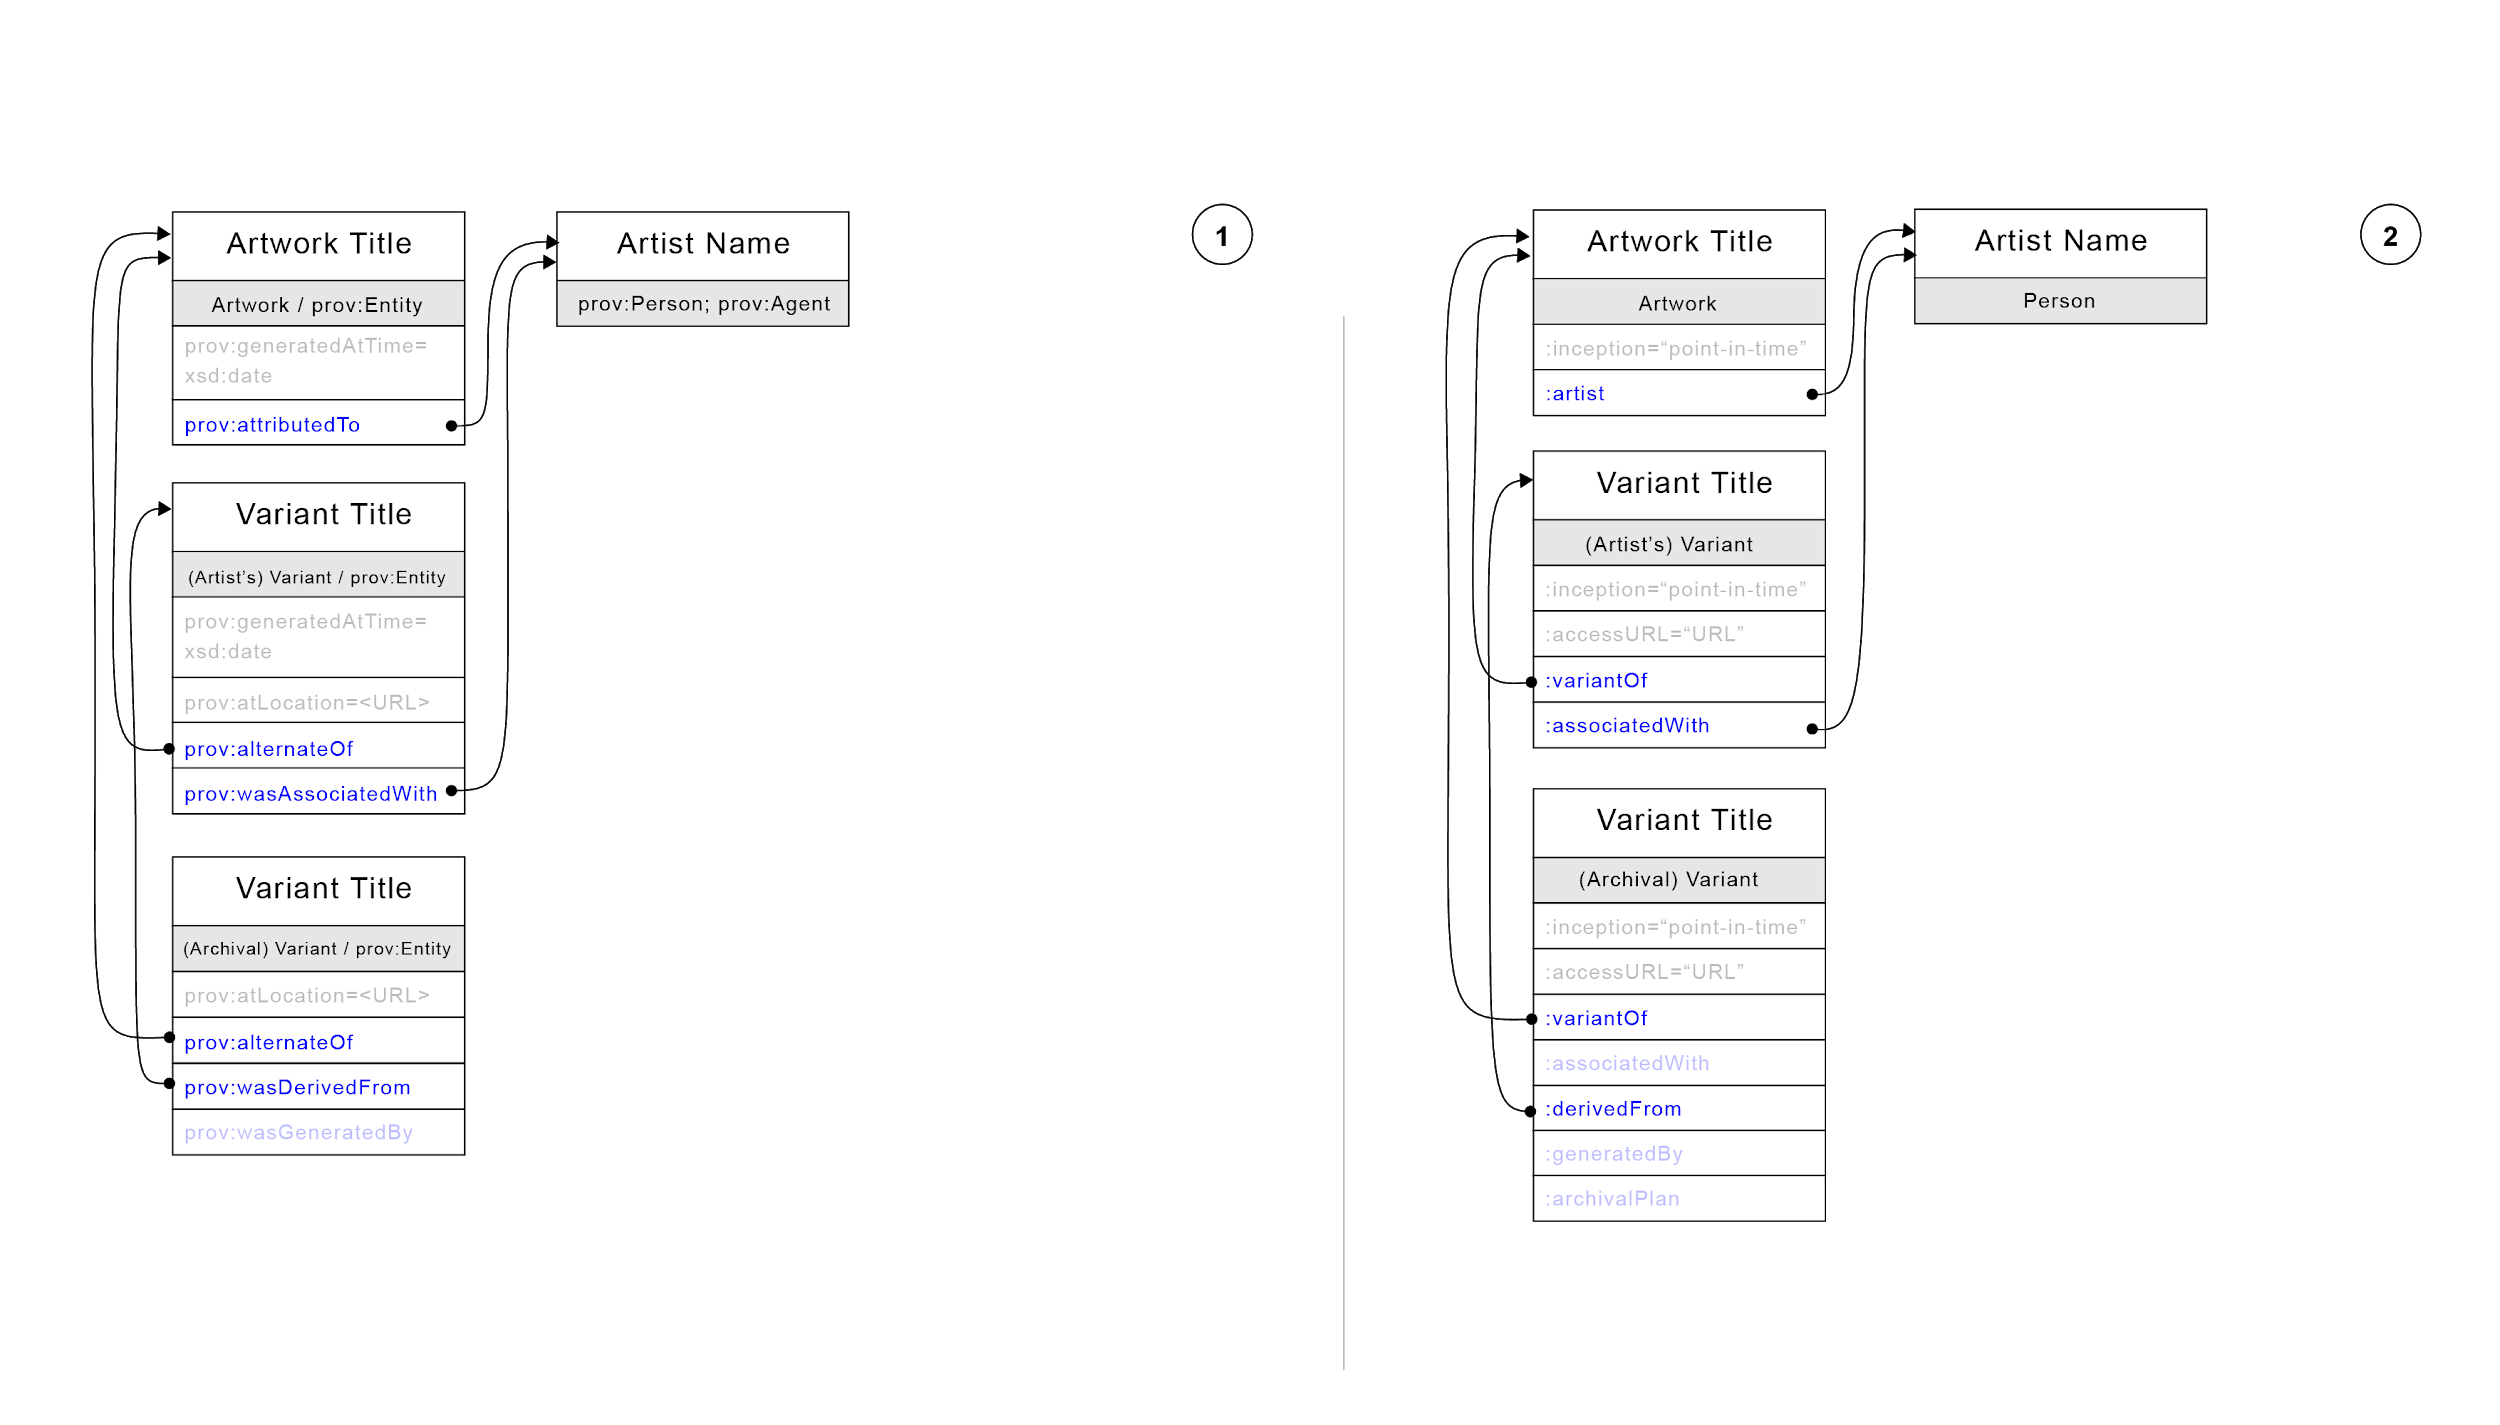 1
Artwork Title
Artwork / prov:Entity
prov:generatedAtTime=
xsd:date
prov:attributedTo
Artist Name
prov:Person; prov:Agent
Variant Title
(Artist’s) Variant / prov:Entity
prov:generatedAtTime=
xsd:date
prov:atLocation=<URL>
prov:alternateOf
prov:wasAssociatedWith
Variant Title
(Archival) Variant / prov:Entity
prov:atLocation=<URL>
prov:alternateOf
prov:wasDerivedFrom
prov:wasGeneratedBy
2
Artwork Title
Artwork
:inception=“point-in-time”
:artist
Artist Name
Person
Variant Title
(Artist’s) Variant
:inception=“point-in-time”
:accessURL=“URL”
:variantOf
:associatedWith
Variant Title
(Archival) Variant
:inception=“point-in-time”
:accessURL=“URL”
:variantOf
:associatedWith
:derivedFrom
:generatedBy
:archivalPlan